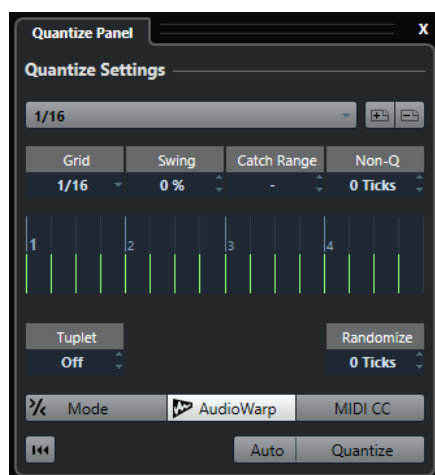 Quantize Panel X
Quantize Settings
1/16
Grid Swing Catch Range Non-Q
1/16 0 % - 0 Ticks
1 2 3 4
Tuplet Randomize
Off 0 Ticks
Mode AudioWarp MIDI CC
Auto Quantize